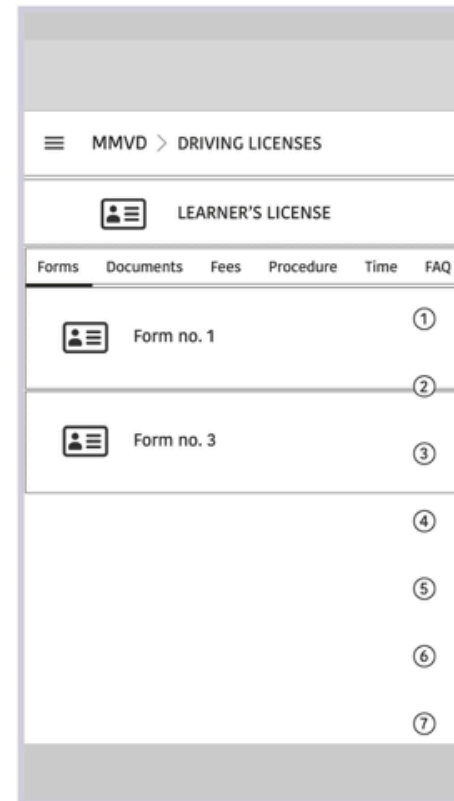 MMVD > DRIVING LICENSES
LEARNER'S LICENSE
Forms Documents Fees Procedure Time FAQ
Form no. 1
Form no. 3
①
②
③
④
⑤
⑥
⑦